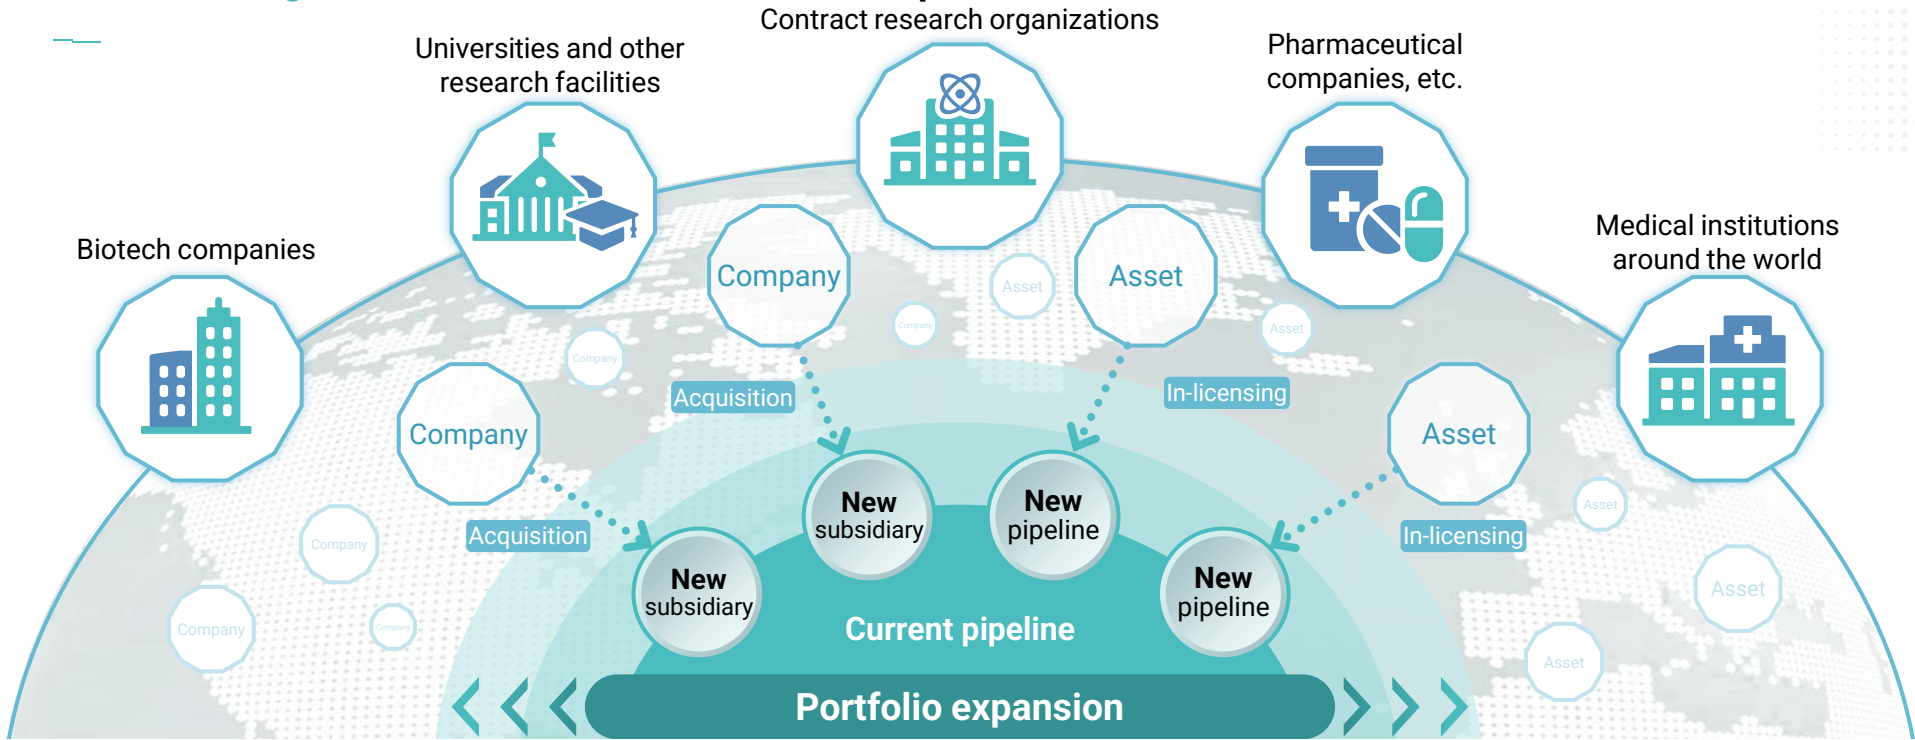 Contract research organizations
Universities and other
research facilities
Pharmaceutical
companies, etc.
Biotech companies
Medical institutions
around the world
Company
Asset
Asset
Company
Asset
Company
Acquisition
In-licensing
Company
Asset
Acquisition
In-licensing
New
subsidiary
New
pipeline
New
subsidiary
New
pipeline
Asset
Company
Asset
Company
Company
Asset
Current pipeline
Portfolio expansion